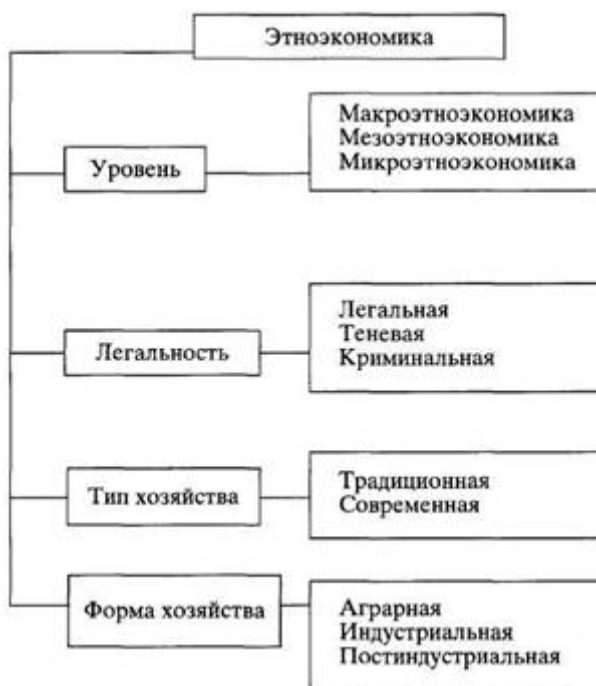 Этноэкономика
Макроэтноэкономика
Мезоэтноэкономика
Микроэтноэкономика
Уровень
Легальная
Теневая
Криминальная
Легальность
Традиционная
Современная
Тип хозяйства
Форма хозяйства
Аграрная
Индустриальная
Постиндустриальная